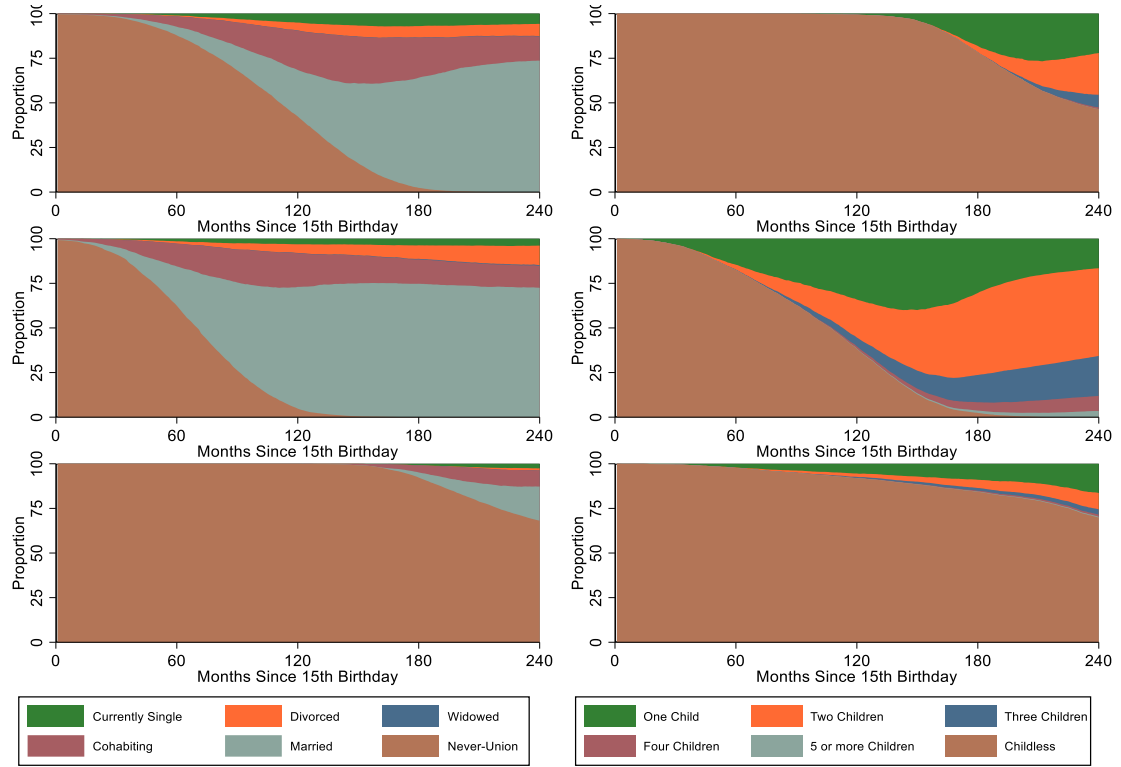 Proportion
0 25 50 75 100
0 60 120 180 240
Months Since 15th Birthday
Proportion
0 25 50 75 100
0 60 120 180 240
Months Since 15th Birthday
Proportion
0 25 50 75 100
0 60 120 180 240
Months Since 15th Birthday
Proportion
0 25 50 75 100
0 60 120 180 240
Months Since 15th Birthday
Proportion
0 25 50 75 100
0 60 120 180 240
Months Since 15th Birthday
Proportion
0 25 50 75 100
0 60 120 180 240
Months Since 15th Birthday
Currently Single Divorced Widowed
Cohabiting Married Never-Union
One Child Two Children Three Children
Four Children 5 or more Children Childless